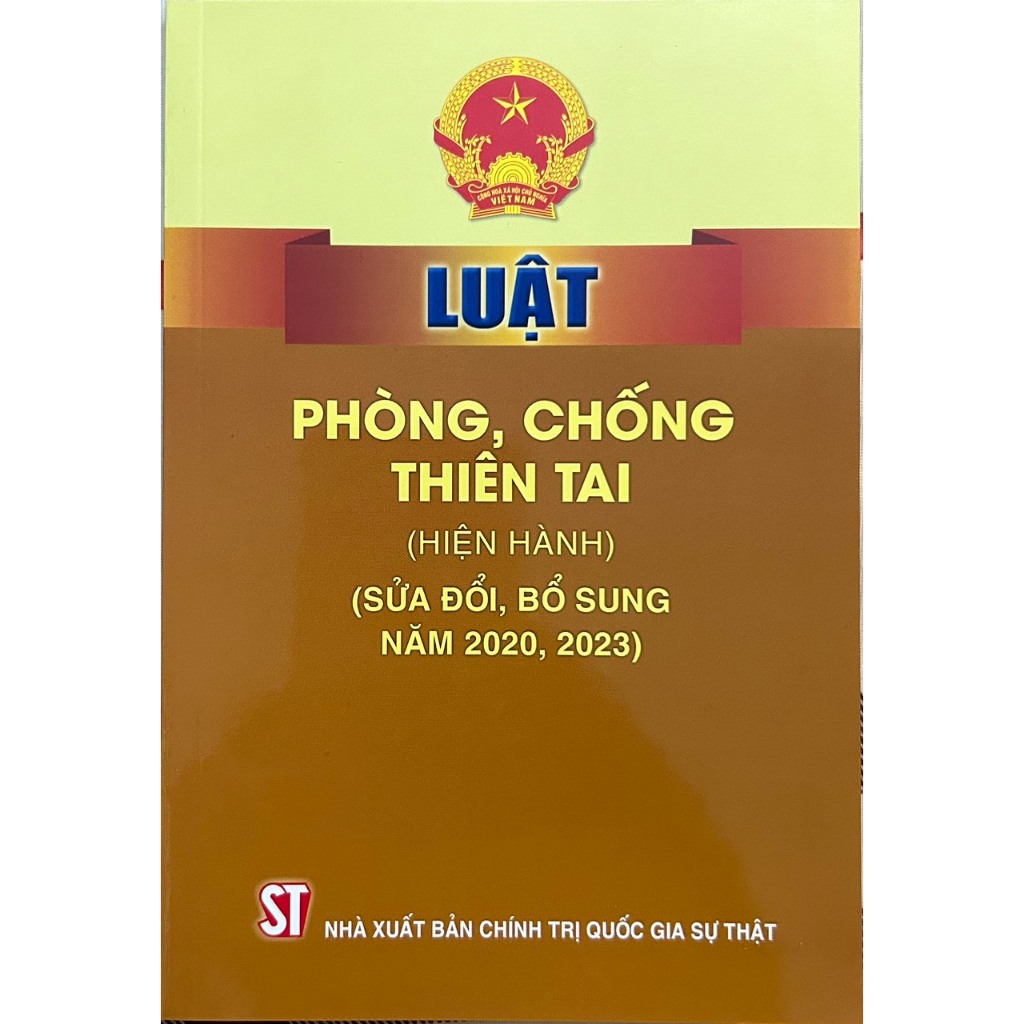 CỘNG HOÀ XÃ HỘI CHỦ NGHĨA
VIỆT NAM
LUẬT
PHÒNG, CHỐNG
THIÊN TAI
(HIỆN HÀNH)
(SỬA ĐỔI, BỔ SUNG
NĂM 2020, 2023)
ST
NHÀ XUẤT BẢN CHÍNH TRỊ QUỐC GIA SỰ THẬT